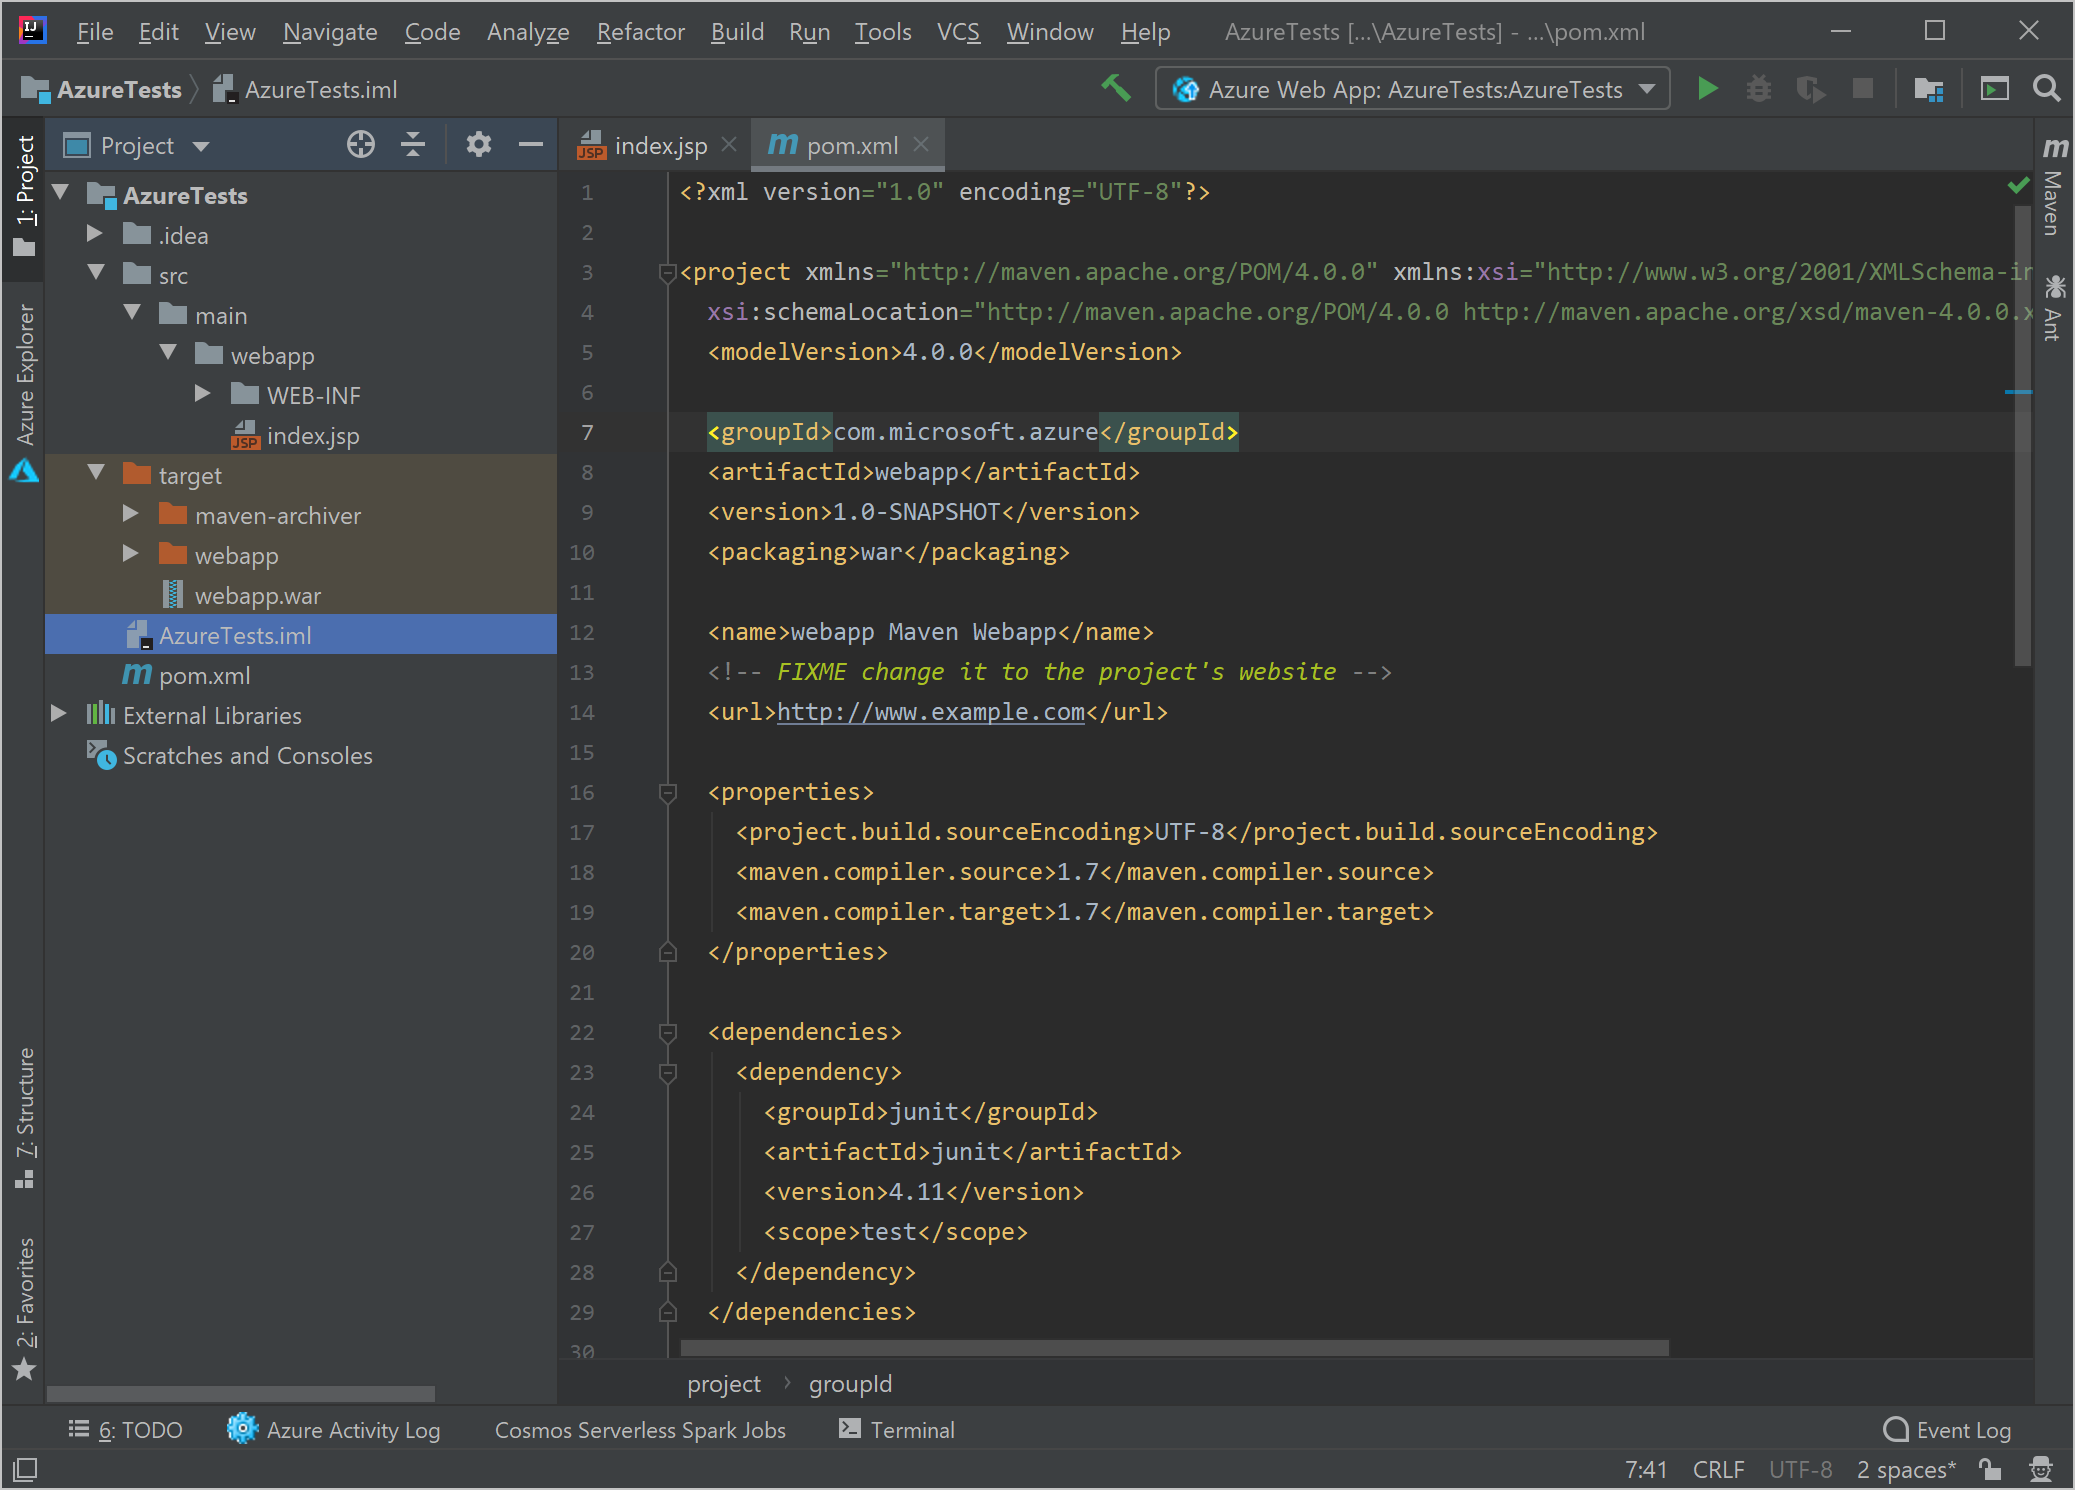 File Edit View Navigate Code Analyze Refactor Build Run Tools VCS Window Help AzureTests [...\AzureTests] - ...\pom.xml
AzureTests AzureTests.iml Azure Web App: AzureTests:AzureTests
1: Project
Azure Explorer
7: Structure
2: Favorites
Project
AzureTests
.idea
src
main
webapp
WEB-INF
JSP index.jsp
target
maven-archiver
webapp
webapp.war
AzureTests.iml
m pom.xml
External Libraries
Scratches and Consoles
JSP index.jsp m pom.xml
1 <?xml version="1.0" encoding="UTF-8"?>
2
3 <project xmlns="http://maven.apache.org/POM/4.0.0" xmlns:xsi="http://www.w3.org/2001/XMLSchema-in
4 xsi:schemaLocation="http://maven.apache.org/POM/4.0.0 http://maven.apache.org/xsd/maven-4.0.0.x
5 <modelVersion>4.0.0</modelVersion>
6
7 <groupId>com.microsoft.azure</groupId>
8 <artifactId>webapp</artifactId>
9 <version>1.0-SNAPSHOT</version>
10 <packaging>war</packaging>
11
12 <name>webapp Maven Webapp</name>
13 <!-- FIXME change it to the project's website -->
14 <url>http://www.example.com</url>
15
16 <properties>
17 <project.build.sourceEncoding>UTF-8</project.build.sourceEncoding>
18 <maven.compiler.source>1.7</maven.compiler.source>
19 <maven.compiler.target>1.7</maven.compiler.target>
20 </properties>
21
22 <dependencies>
23 <dependency>
24 <groupId>junit</groupId>
25 <artifactId>junit</artifactId>
26 <version>4.11</version>
27 <scope>test</scope>
28 </dependency>
29 </dependencies>
30
project › groupId
m Maven
Ant
6: TODO Azure Activity Log Cosmos Serverless Spark Jobs Terminal Event Log
7:41 CRLF UTF-8 2 spaces*